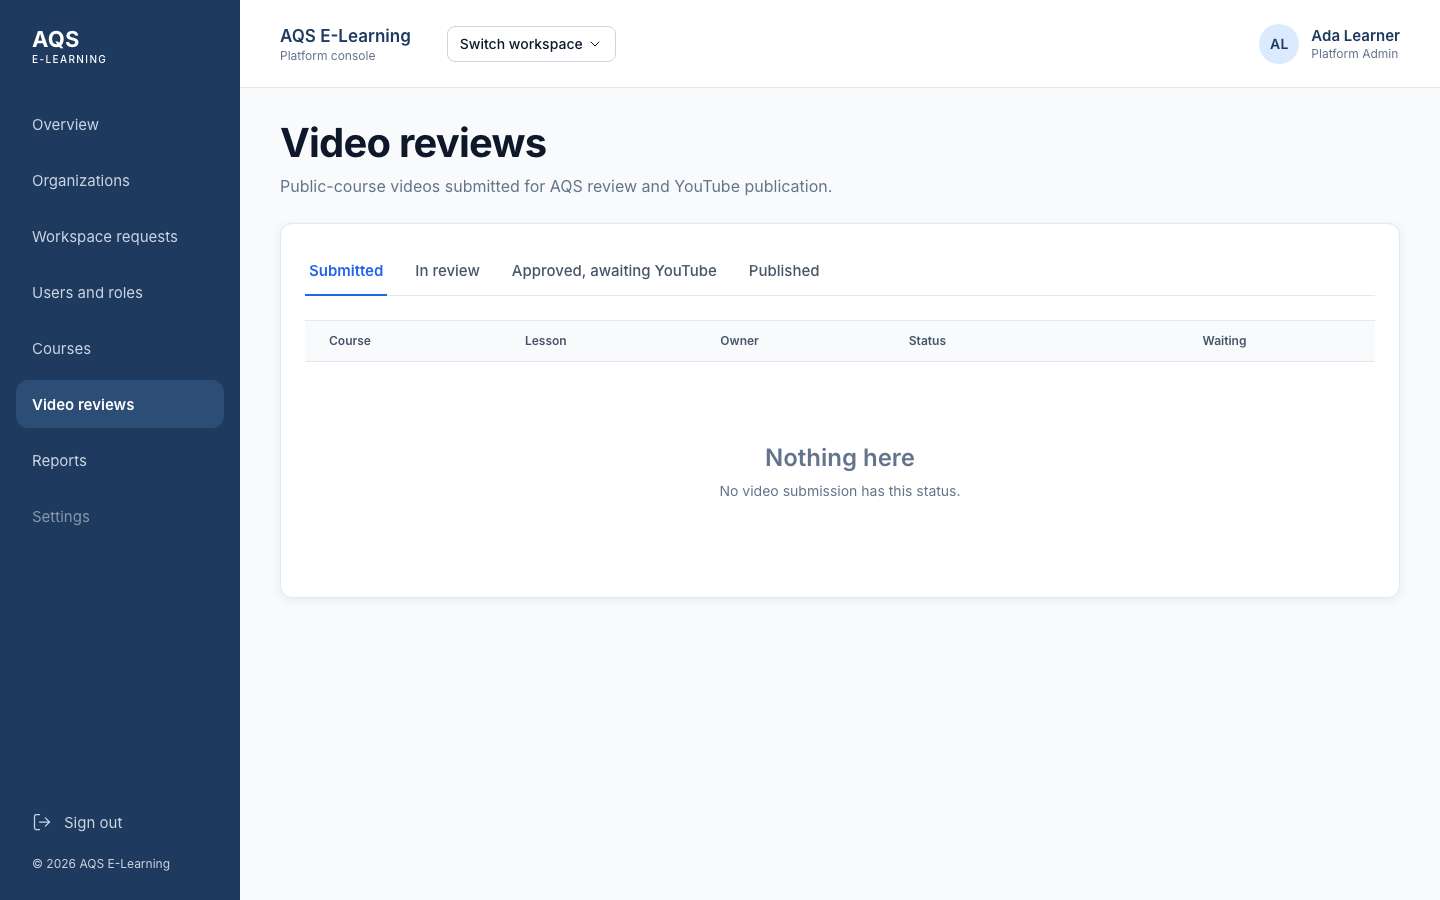 AQS
E-LEARNING
Overview
Organizations
Workspace requests
Users and roles
Courses
Video reviews
Reports
Settings
Sign out
© 2026 AQS E-Learning
AQS E-Learning
Platform console
Switch workspace
AL
Ada Learner
Platform Admin
Video reviews
Public-course videos submitted for AQS review and YouTube publication.
Submitted In review Approved, awaiting YouTube Published
Course Lesson Owner Status Waiting
Nothing here
No video submission has this status.